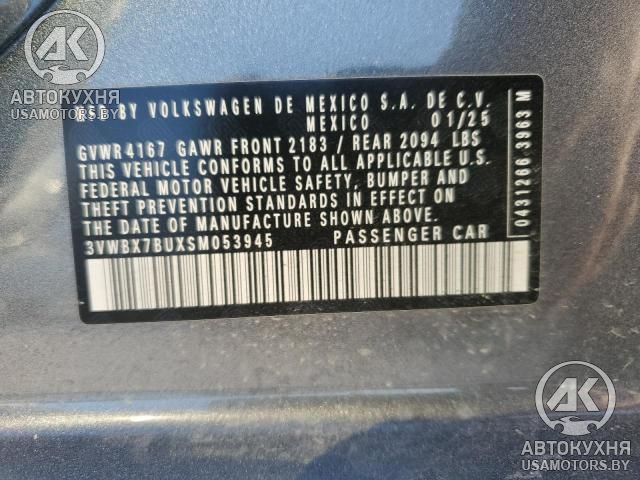 AK
АВТОКУХНЯ
USAMOTORS.BY
BY VOLKSWAGEN DE MEXICO S.A. DE C.V.
MEXICO 01/25
GVWR 4167 GAWR FRONT 2183 / REAR 2094 LBS
THIS VEHICLE CONFORMS TO ALL APPLICABLE U.S.
FEDERAL MOTOR VEHICLE SAFETY, BUMPER AND
THEFT PREVENTION STANDARDS IN EFFECT ON
THE DATE OF MANUFACTURE SHOWN ABOVE.
3VWBX7BUXSM053945 PASSENGER CAR
0431266.3963 M
AK
АВТОКУХНЯ
USAMOTORS.BY